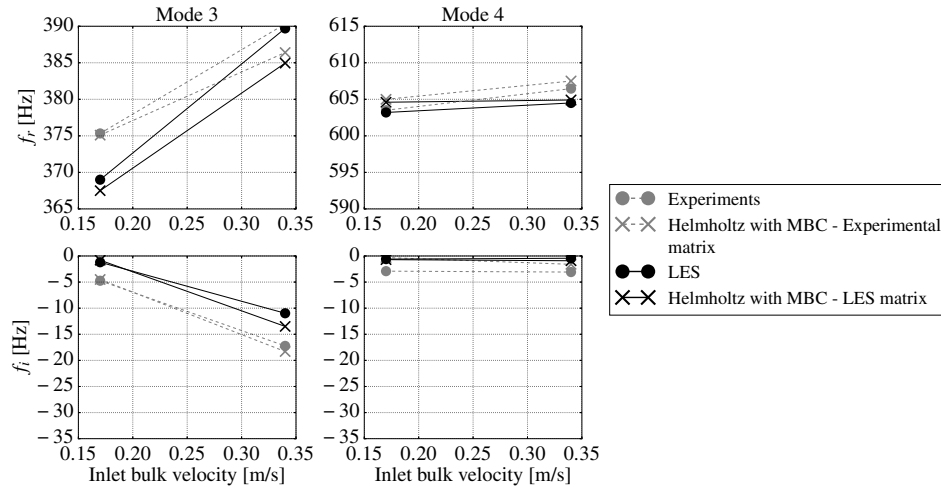 Mode 3
Mode 4
390
385
380
375
370
365
f_r [Hz]
0.15 0.20 0.25 0.30 0.35
615
610
605
600
595
590
0.15 0.20 0.25 0.30 0.35
0
−5
−10
−15
−20
−25
−30
−35
f_i [Hz]
0.15 0.20 0.25 0.30 0.35
Inlet bulk velocity [m/s]
0
−5
−10
−15
−20
−25
−30
−35
0.15 0.20 0.25 0.30 0.35
Inlet bulk velocity [m/s]
Experiments
Helmholtz with MBC - Experimental
matrix
LES
Helmholtz with MBC - LES matrix